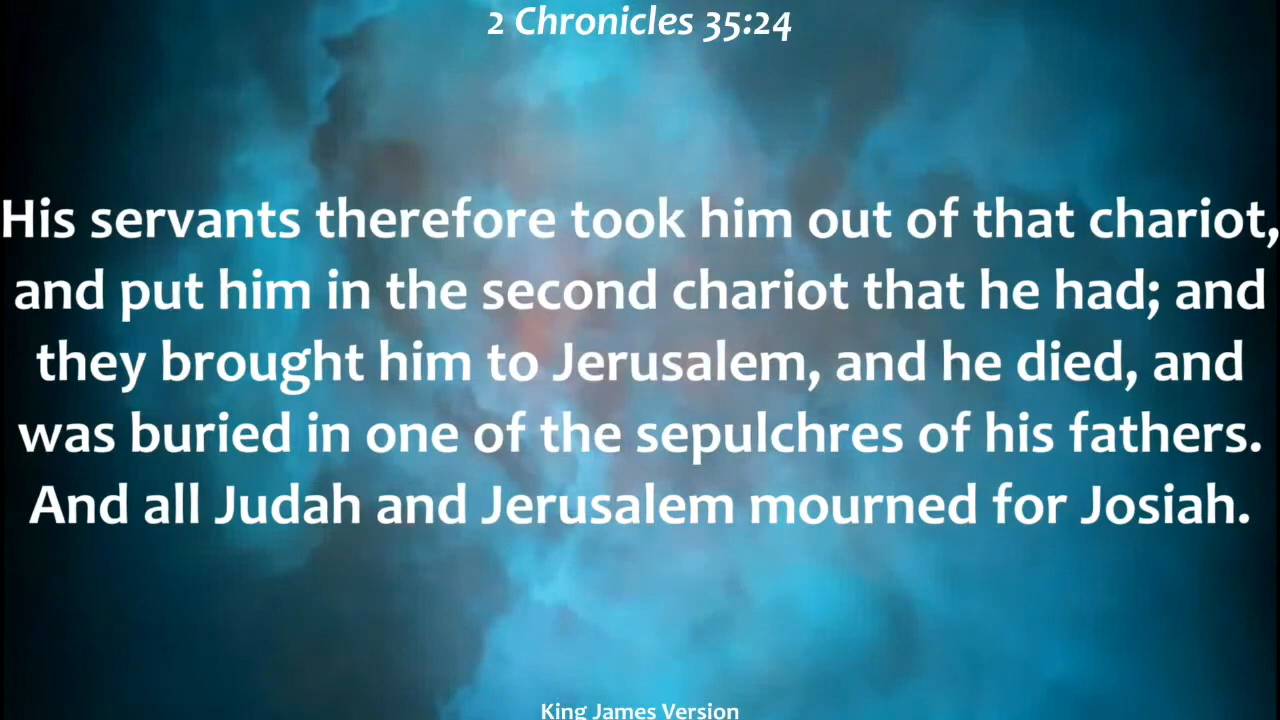 2 Chronicles 35:24
His servants therefore took him out of that chariot,
and put him in the second chariot that he had; and
they brought him to Jerusalem, and he died, and
was buried in one of the sepulchres of his fathers.
And all Judah and Jerusalem mourned for Josiah.
King James Version